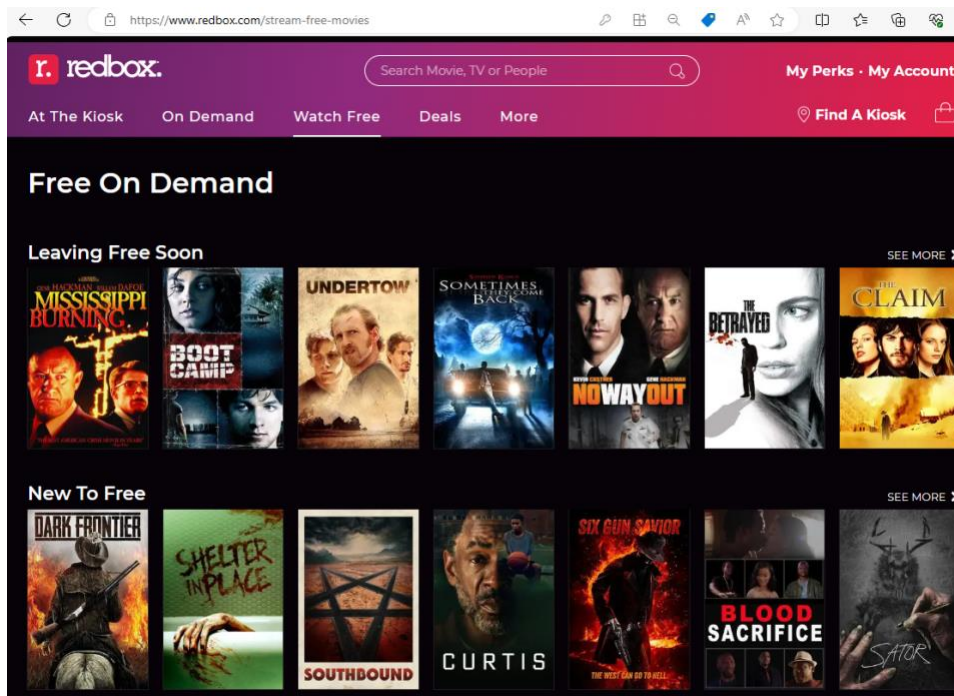 https://www.redbox.com/stream-free-movies
r. redbox.
Search Movie, TV or People
My Perks · My Account
At The Kiosk
On Demand
Watch Free
Deals
More
Find A Kiosk
Free On Demand
Leaving Free Soon
SEE MORE
GENE HACKMAN WILLEM DAFOE
MISSISSIPPI
BURNING
BOOT
CAMP
UNDERTOW
SOMETIMES
THEY COME
BACK
KEVIN COSTNER GENE HACKMAN
NO WAY OUT
THE
BETRAYED
THE
CLAIM
New To Free
SEE MORE
DARK FRONTIER
SHELTER
IN PLACE
SOUTHBOUND
CURTIS
SIX GUN SAVIOR
THE WEST CAN GO TO HELL
BLOOD
SACRIFICE
SATOR